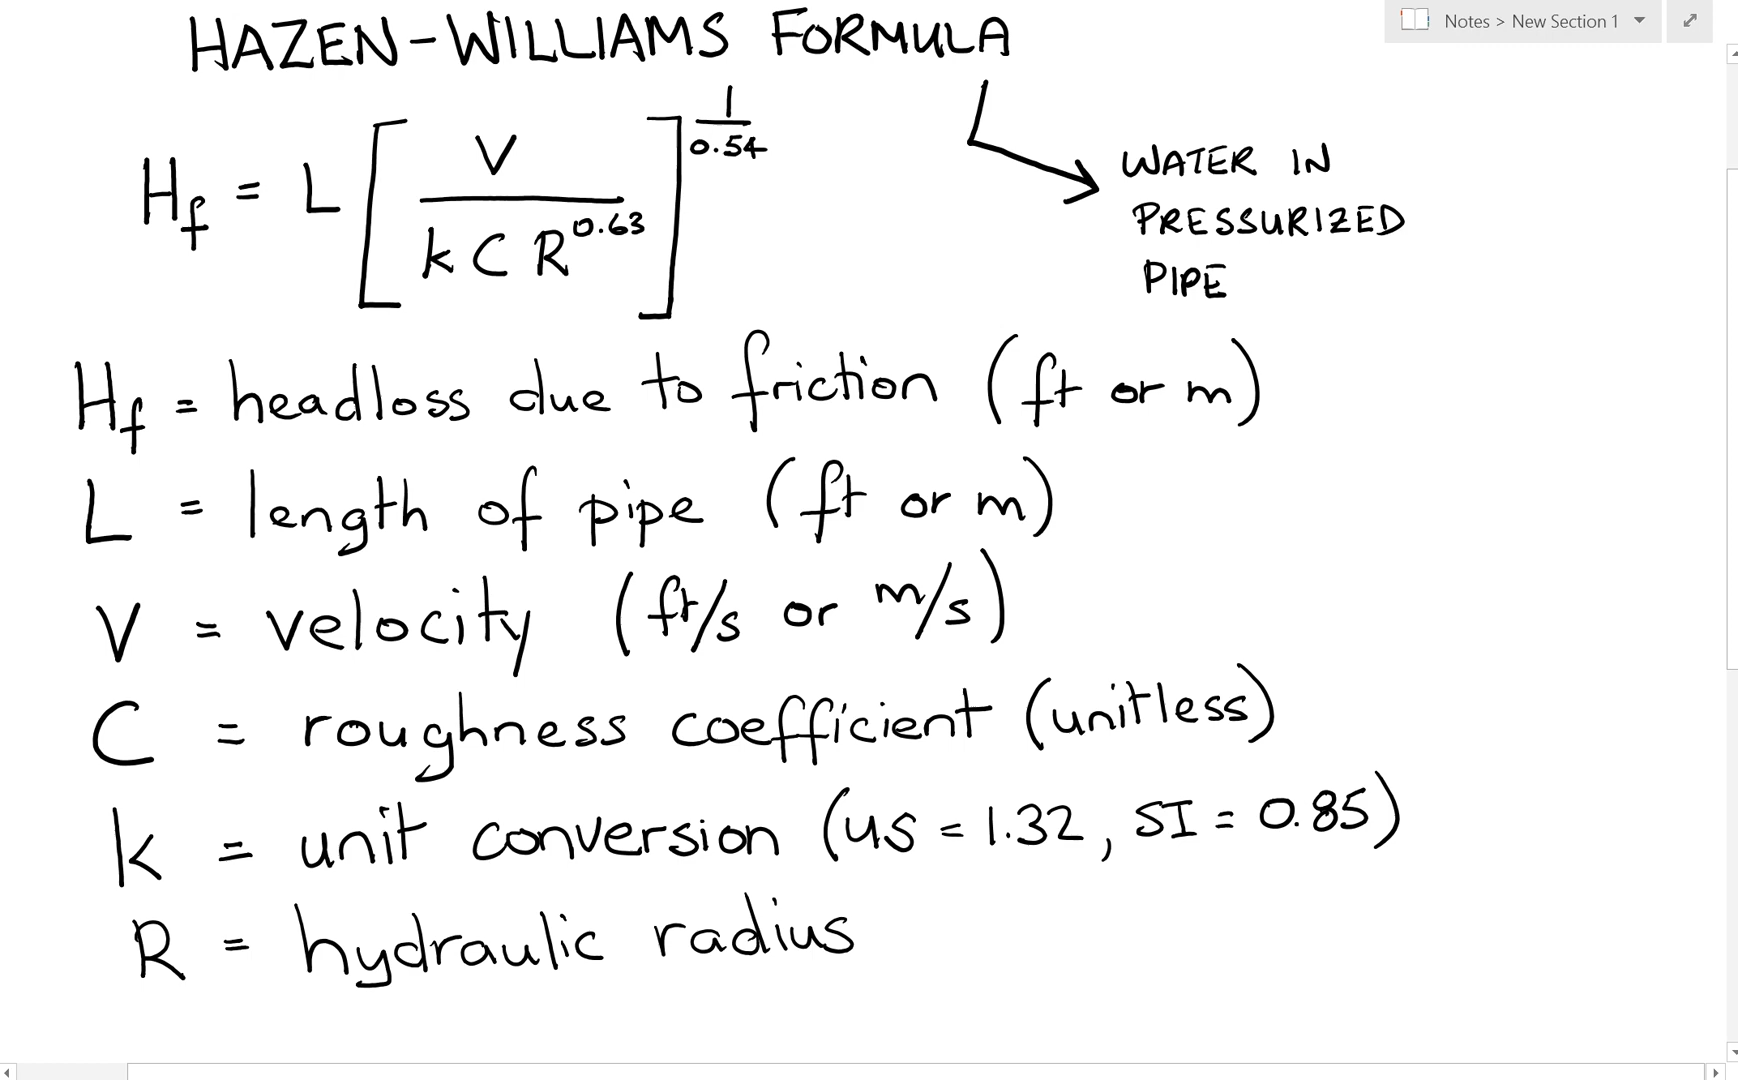 Notes > New Section 1
HAZEN-WILLIAMS FORMULA
H_f = L [ V / (k C R^0.63) ]^(1/0.54)
WATER IN
PRESSURIZED
PIPE
H_f = headloss due to friction (ft or m)
L = length of pipe (ft or m)
V = velocity (ft/s or m/s)
C = roughness coefficient (unitless)
k = unit conversion (us = 1.32, SI = 0.85)
R = hydraulic radius